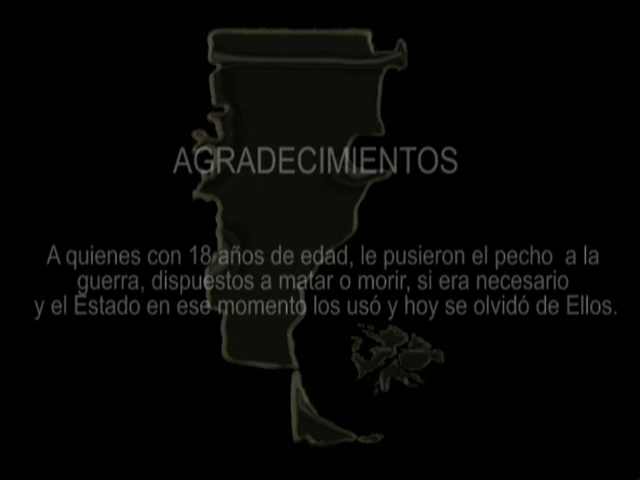 AGRADECIMIENTOS
A quienes con 18 años de edad, le pusieron el pecho a la
guerra, dispuestos a matar o morir, si era necesario
y el Estado en ese momento los usó y hoy se olvidó de Ellos.